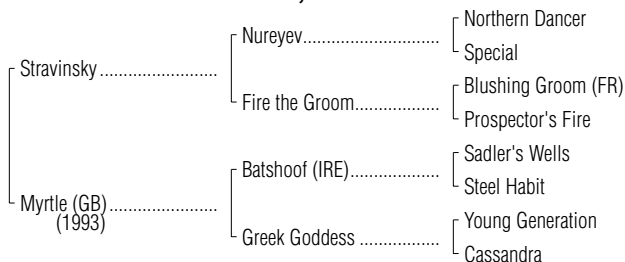 Northern Dancer
Nureyev
Special
Stravinsky
Blushing Groom (FR)
Fire the Groom
Prospector's Fire
Sadler's Wells
Batshoof (IRE)
Steel Habit
Myrtle (GB)
(1993)
Young Generation
Greek Goddess
Cassandra